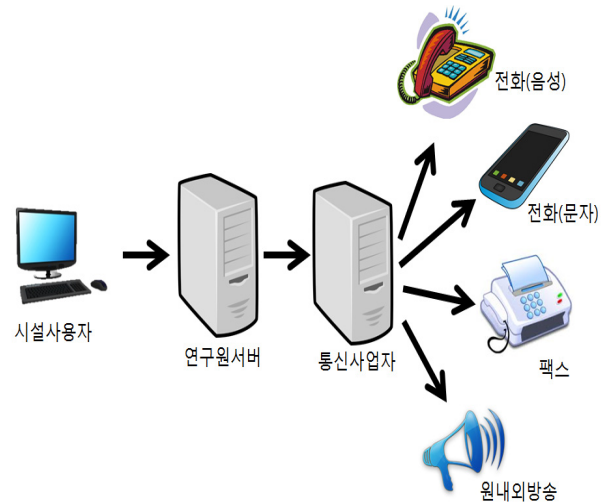 전화(음성)
전화(문자)
시설사용자
연구원서버
통신사업자
팩스
원내외방송